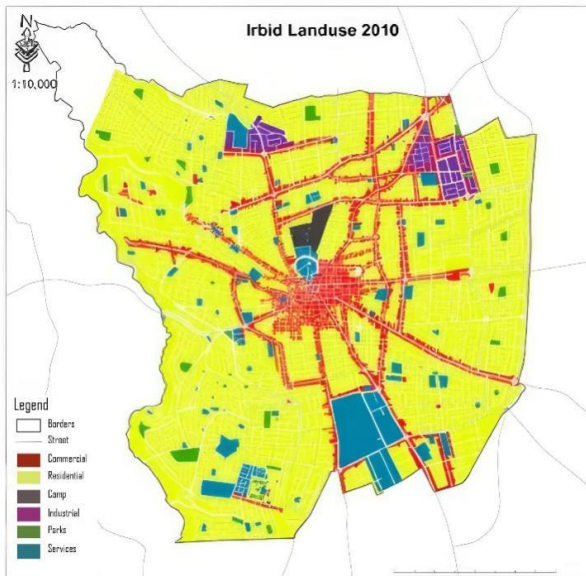 Irbid Landuse 2010
N
1:10,000
Legend
Borders
Street
Commercial
Residential
Camp
Industrial
Parks
Services